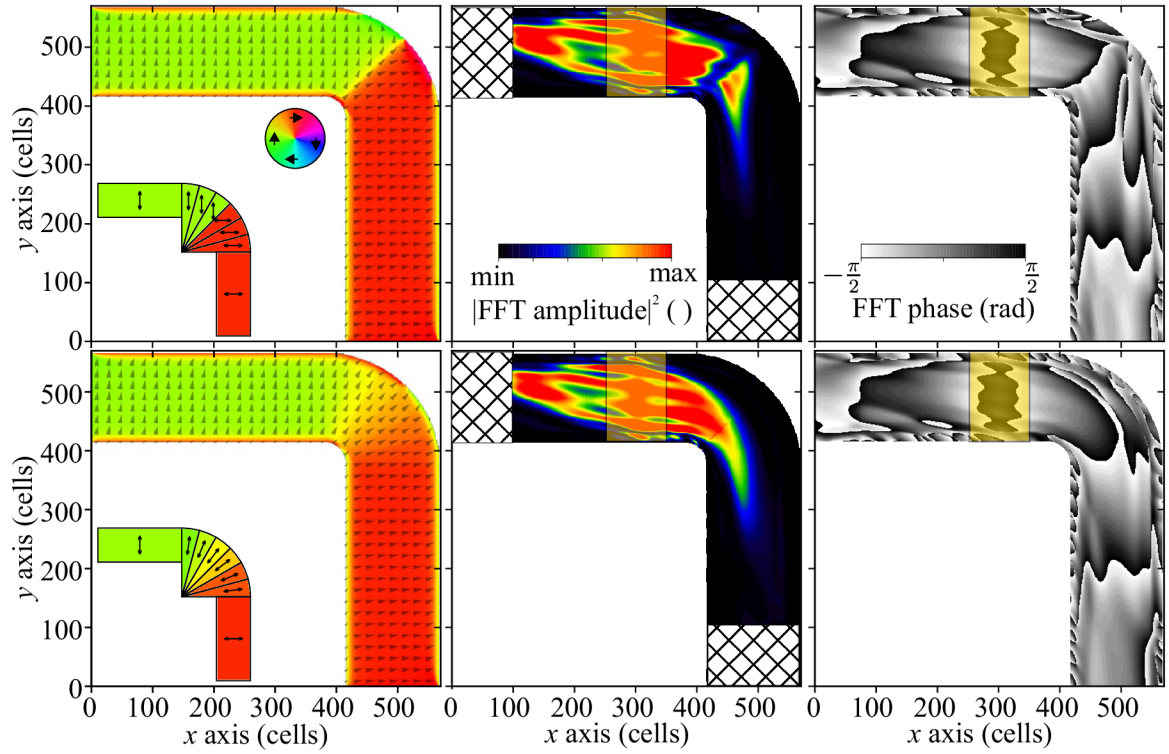 500
400
300
200
100
0
y axis (cells)
min
max
|FFT amplitude|² ( )
−π/2
π/2
FFT phase (rad)
500
400
300
200
100
0
y axis (cells)
0 100 200 300 400 500
x axis (cells)
0 100 200 300 400 500
x axis (cells)
0 100 200 300 400 500
x axis (cells)